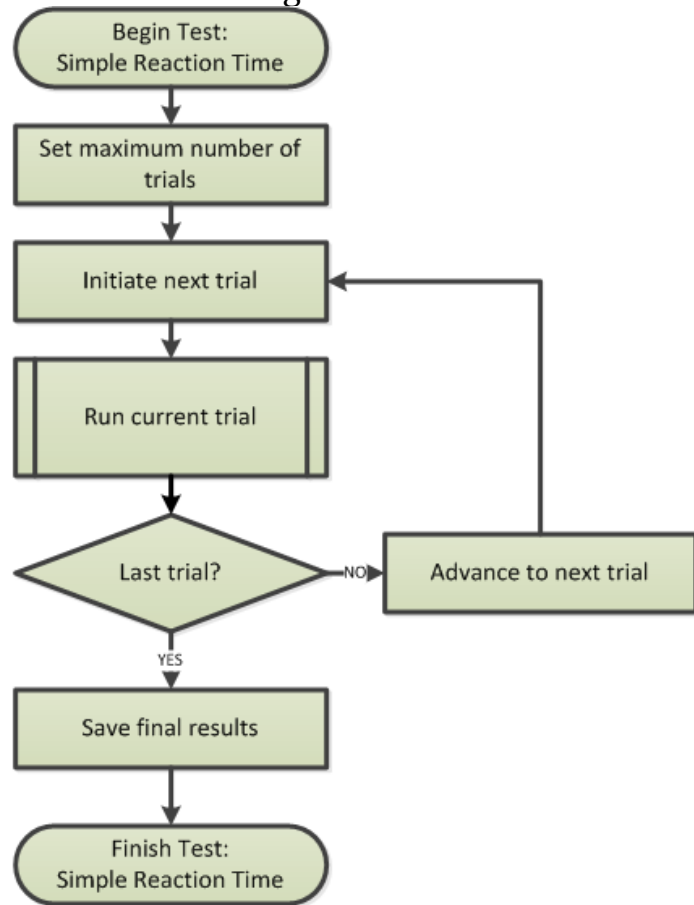 Begin Test:
Simple Reaction Time
Set maximum number of
trials
Initiate next trial
Run current trial
Last trial?
NO
Advance to next trial
YES
Save final results
Finish Test:
Simple Reaction Time